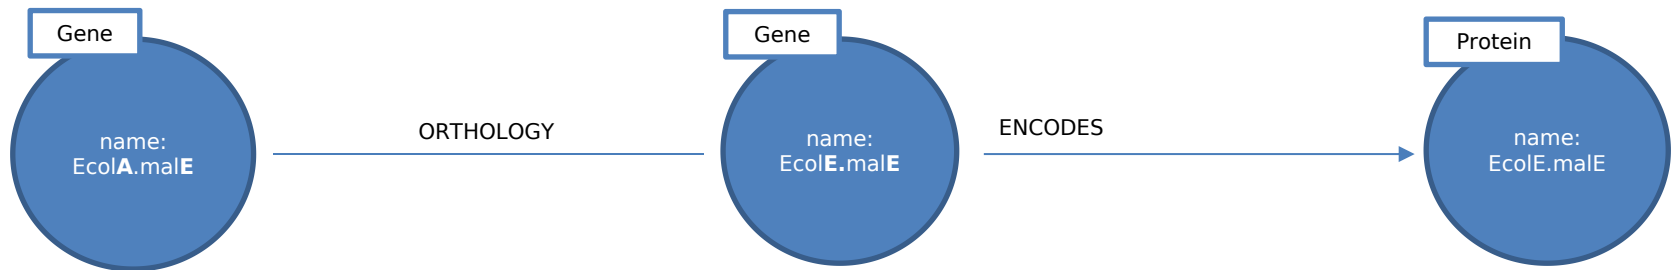 Gene
name:
EcolA.malE
ORTHOLOGY
Gene
name:
EcolE.malE
ENCODES
Protein
name:
EcolE.malE